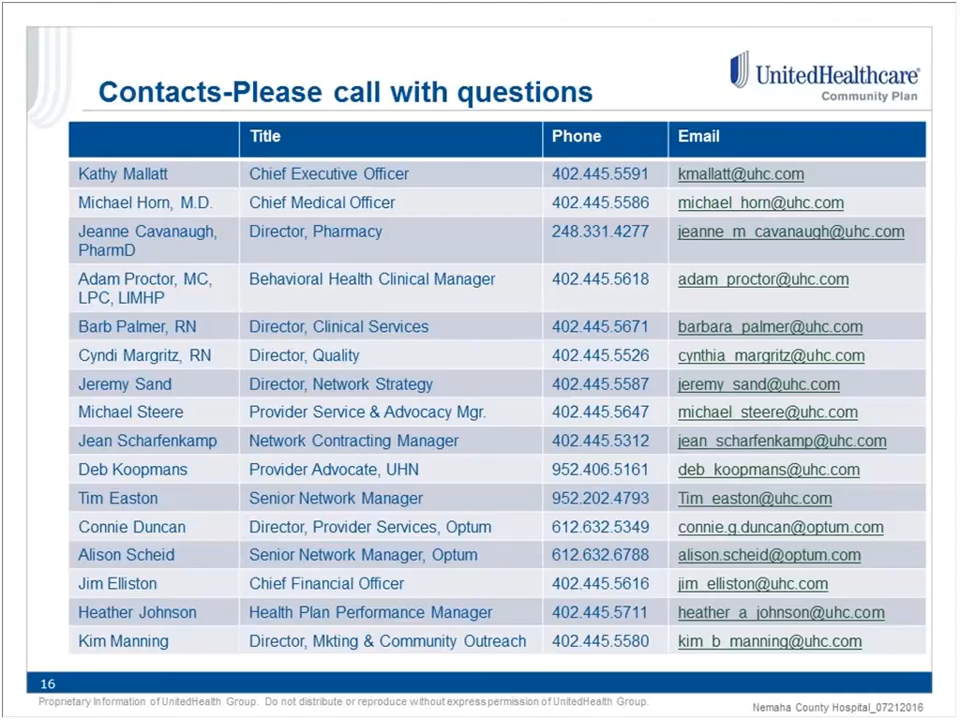 UnitedHealthcare®
Community Plan
Contacts-Please call with questions
Title Phone Email
Kathy Mallatt Chief Executive Officer 402.445.5591 kmallatt@uhc.com
Michael Horn, M.D. Chief Medical Officer 402.445.5586 michael_horn@uhc.com
Jeanne Cavanaugh, Director, Pharmacy 248.331.4277 jeanne_m_cavanaugh@uhc.com
PharmD
Adam Proctor, MC, Behavioral Health Clinical Manager 402.445.5618 adam_proctor@uhc.com
LPC, LIMHP
Barb Palmer, RN Director, Clinical Services 402.445.5671 barbara_palmer@uhc.com
Cyndi Margritz, RN Director, Quality 402.445.5526 cynthia_margritz@uhc.com
Jeremy Sand Director, Network Strategy 402.445.5587 jeremy_sand@uhc.com
Michael Steere Provider Service & Advocacy Mgr. 402.445.5647 michael_steere@uhc.com
Jean Scharfenkamp Network Contracting Manager 402.445.5312 jean_scharfenkamp@uhc.com
Deb Koopmans Provider Advocate, UHN 952.406.5161 deb_koopmans@uhc.com
Tim Easton Senior Network Manager 952.202.4793 Tim_easton@uhc.com
Connie Duncan Director, Provider Services, Optum 612.632.5349 connie.g.duncan@optum.com
Alison Scheid Senior Network Manager, Optum 612.632.6788 alison.scheid@optum.com
Jim Elliston Chief Financial Officer 402.445.5616 jim_elliston@uhc.com
Heather Johnson Health Plan Performance Manager 402.445.5711 heather_a_johnson@uhc.com
Kim Manning Director, Mkting & Community Outreach 402.445.5580 kim_b_manning@uhc.com
16
Proprietary Information of UnitedHealth Group. Do not distribute or reproduce without express permission of UnitedHealth Group.
Nemaha County Hospital_07212016